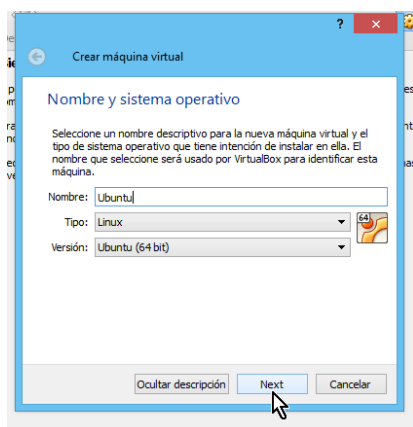 ?
Crear máquina virtual
Nombre y sistema operativo
Seleccione un nombre descriptivo para la nueva máquina virtual y el
tipo de sistema operativo que tiene intención de instalar en ella. El
nombre que seleccione será usado por VirtualBox para identificar esta
máquina.
Nombre: Ubuntu
Tipo: Linux
64
Versión: Ubuntu (64 bit)
Ocultar descripción Next Cancelar